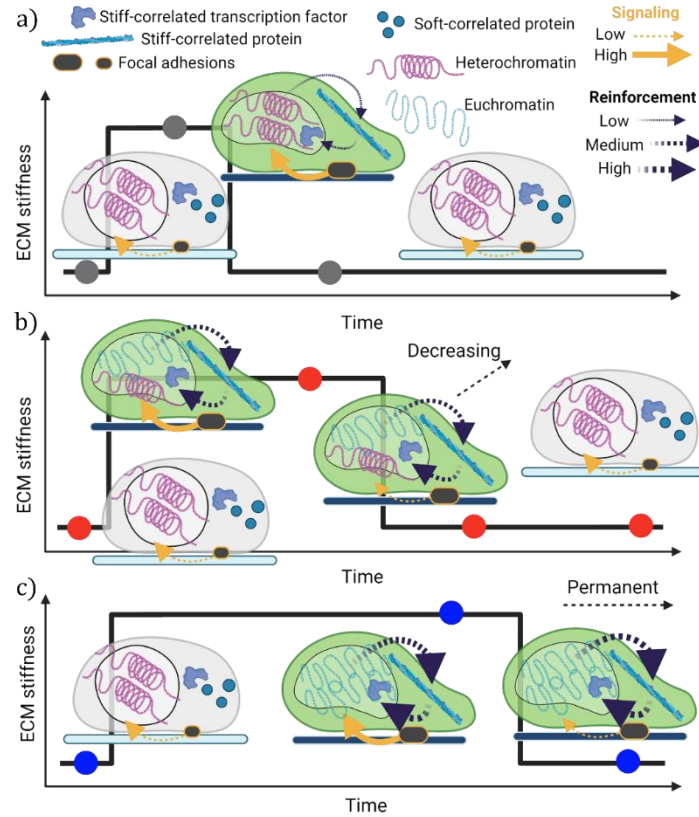 a)
Stiff-correlated transcription factor
Stiff-correlated protein
Focal adhesions
Soft-correlated protein
Heterochromatin
Euchromatin
Signaling
Low
High
Reinforcement
Low
Medium
High
ECM stiffness
Time
b)
Decreasing
ECM stiffness
Time
c)
Permanent
ECM stiffness
Time